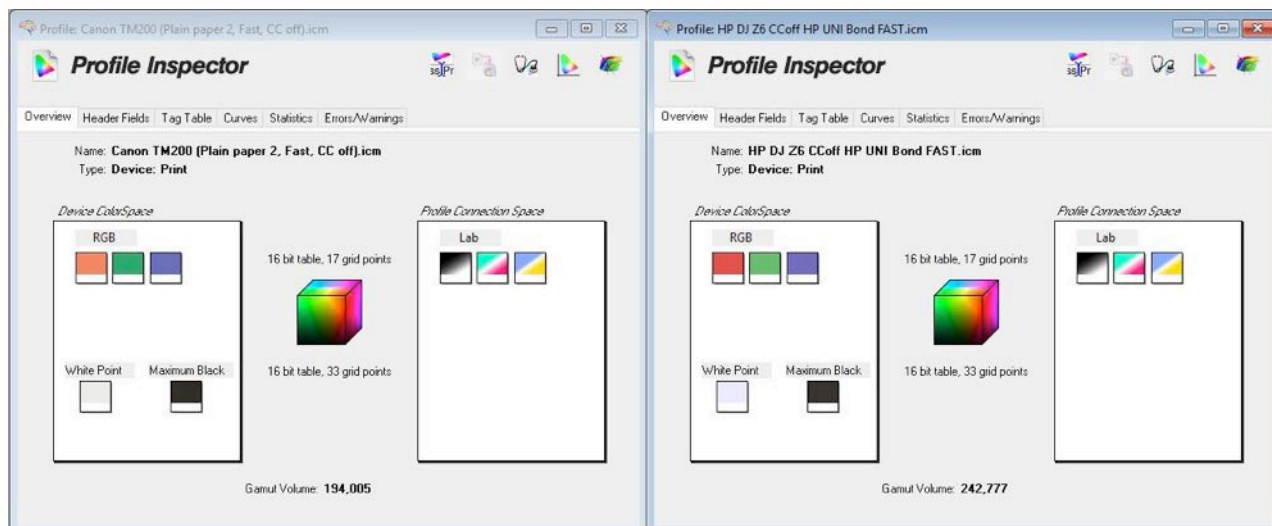 Profile: Canon TM200 (Plain paper 2, Fast, CC off).icm
Profile Inspector
Overview Header Fields Tag Table Curves Statistics Errors/Warnings
Name: Canon TM200 (Plain paper 2, Fast, CC off).icm
Type: Device: Print
Device ColorSpace
Profile Connection Space
RGB
Lab
16 bit table, 17 grid points
White Point
Maximum Black
16 bit table, 33 grid points
Gamut Volume: 194,005
Profile: HP DJ Z6 CCoff HP UNI Bond FAST.icm
Profile Inspector
Overview Header Fields Tag Table Curves Statistics Errors/Warnings
Name: HP DJ Z6 CCoff HP UNI Bond FAST.icm
Type: Device: Print
Device ColorSpace
Profile Connection Space
RGB
Lab
16 bit table, 17 grid points
White Point
Maximum Black
16 bit table, 33 grid points
Gamut Volume: 242,777